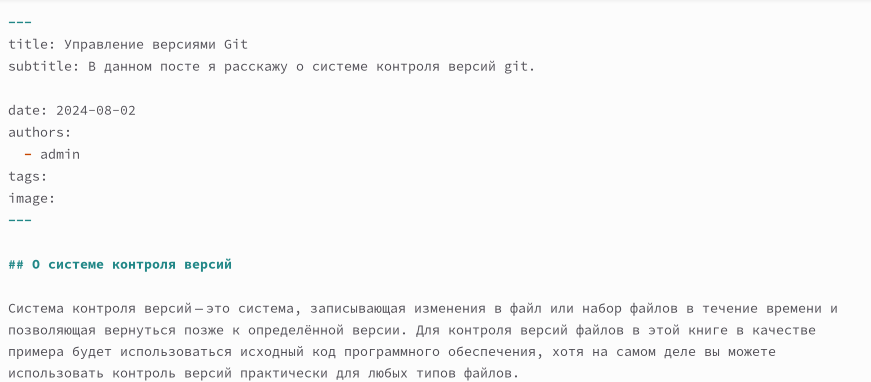 ---
title: Управление версиями Git
subtitle: В данном посте я расскажу о системе контроля версий git.
date: 2024-08-02
authors:
- admin
tags:
image:
---
## О системе контроля версий
Система контроля версий — это система, записывающая изменения в файл или набор файлов в течение времени и
позволяющая вернуться позже к определённой версии. Для контроля версий файлов в этой книге в качестве
примера будет использоваться исходный код программного обеспечения, хотя на самом деле вы можете
использовать контроль версий практически для любых типов файлов.